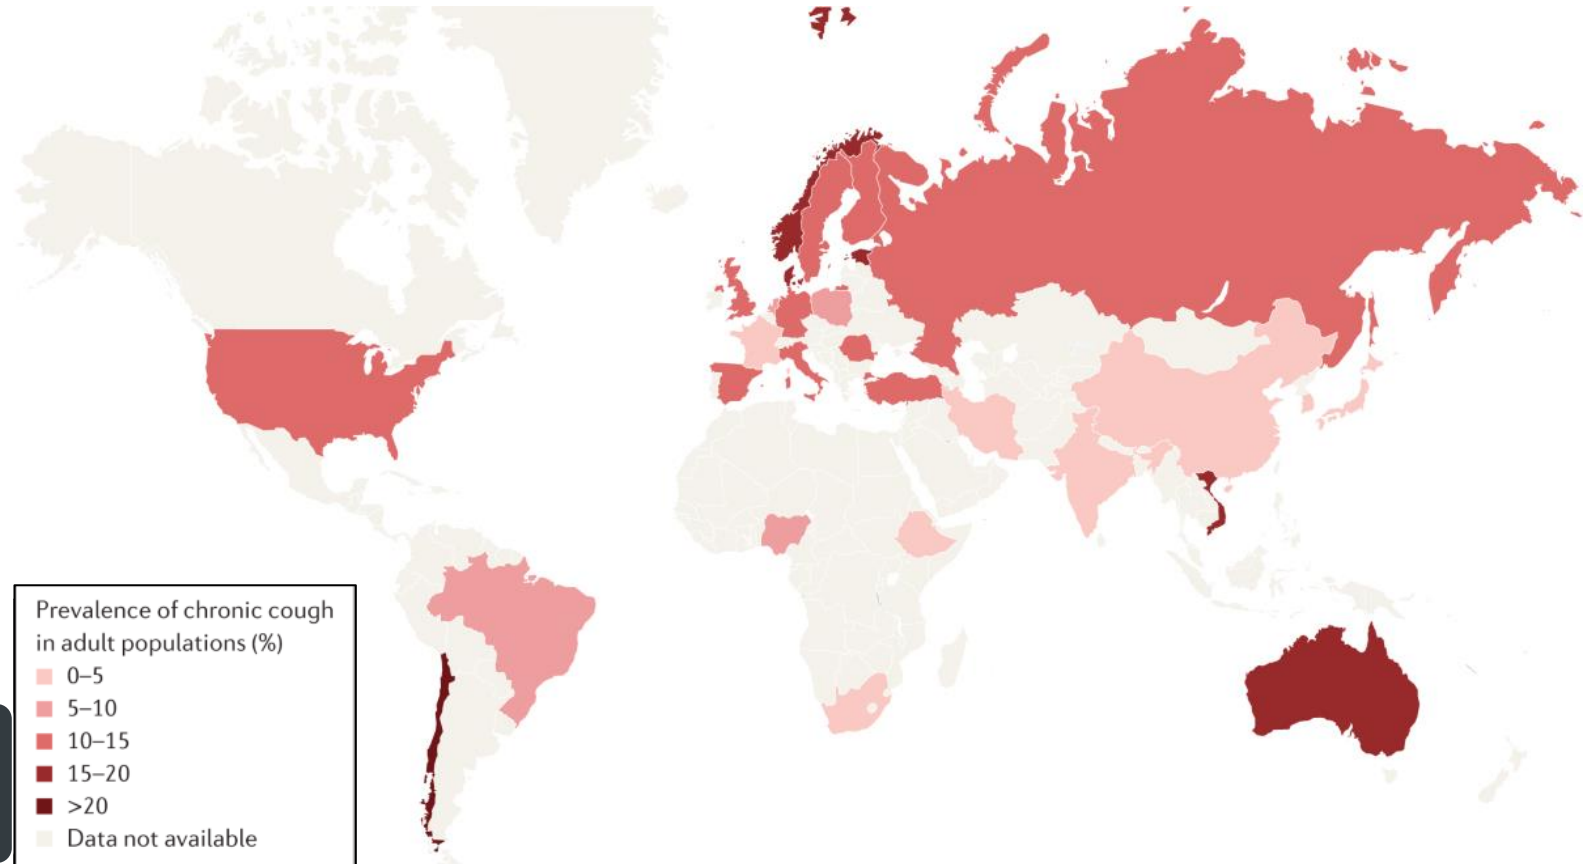 Prevalence of chronic cough
in adult populations (%)
0–5
5–10
10–15
15–20
>20
Data not available